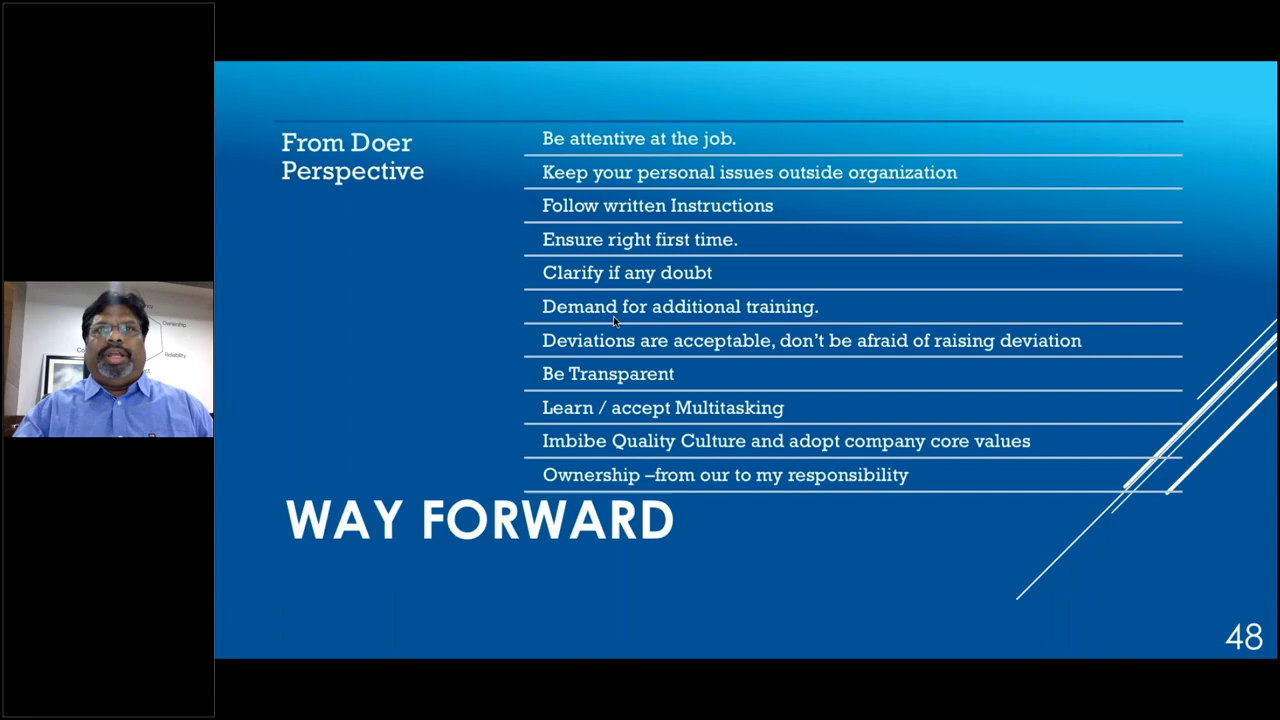 From Doer
Perspective
Be attentive at the job.
Keep your personal issues outside organization
Follow written Instructions
Ensure right first time.
Clarify if any doubt
Demand for additional training.
Deviations are acceptable, don't be afraid of raising deviation
Be Transparent
Learn / accept Multitasking
Imbibe Quality Culture and adopt company core values
Ownership –from our to my responsibility
WAY FORWARD
48
Ownership
Reliability